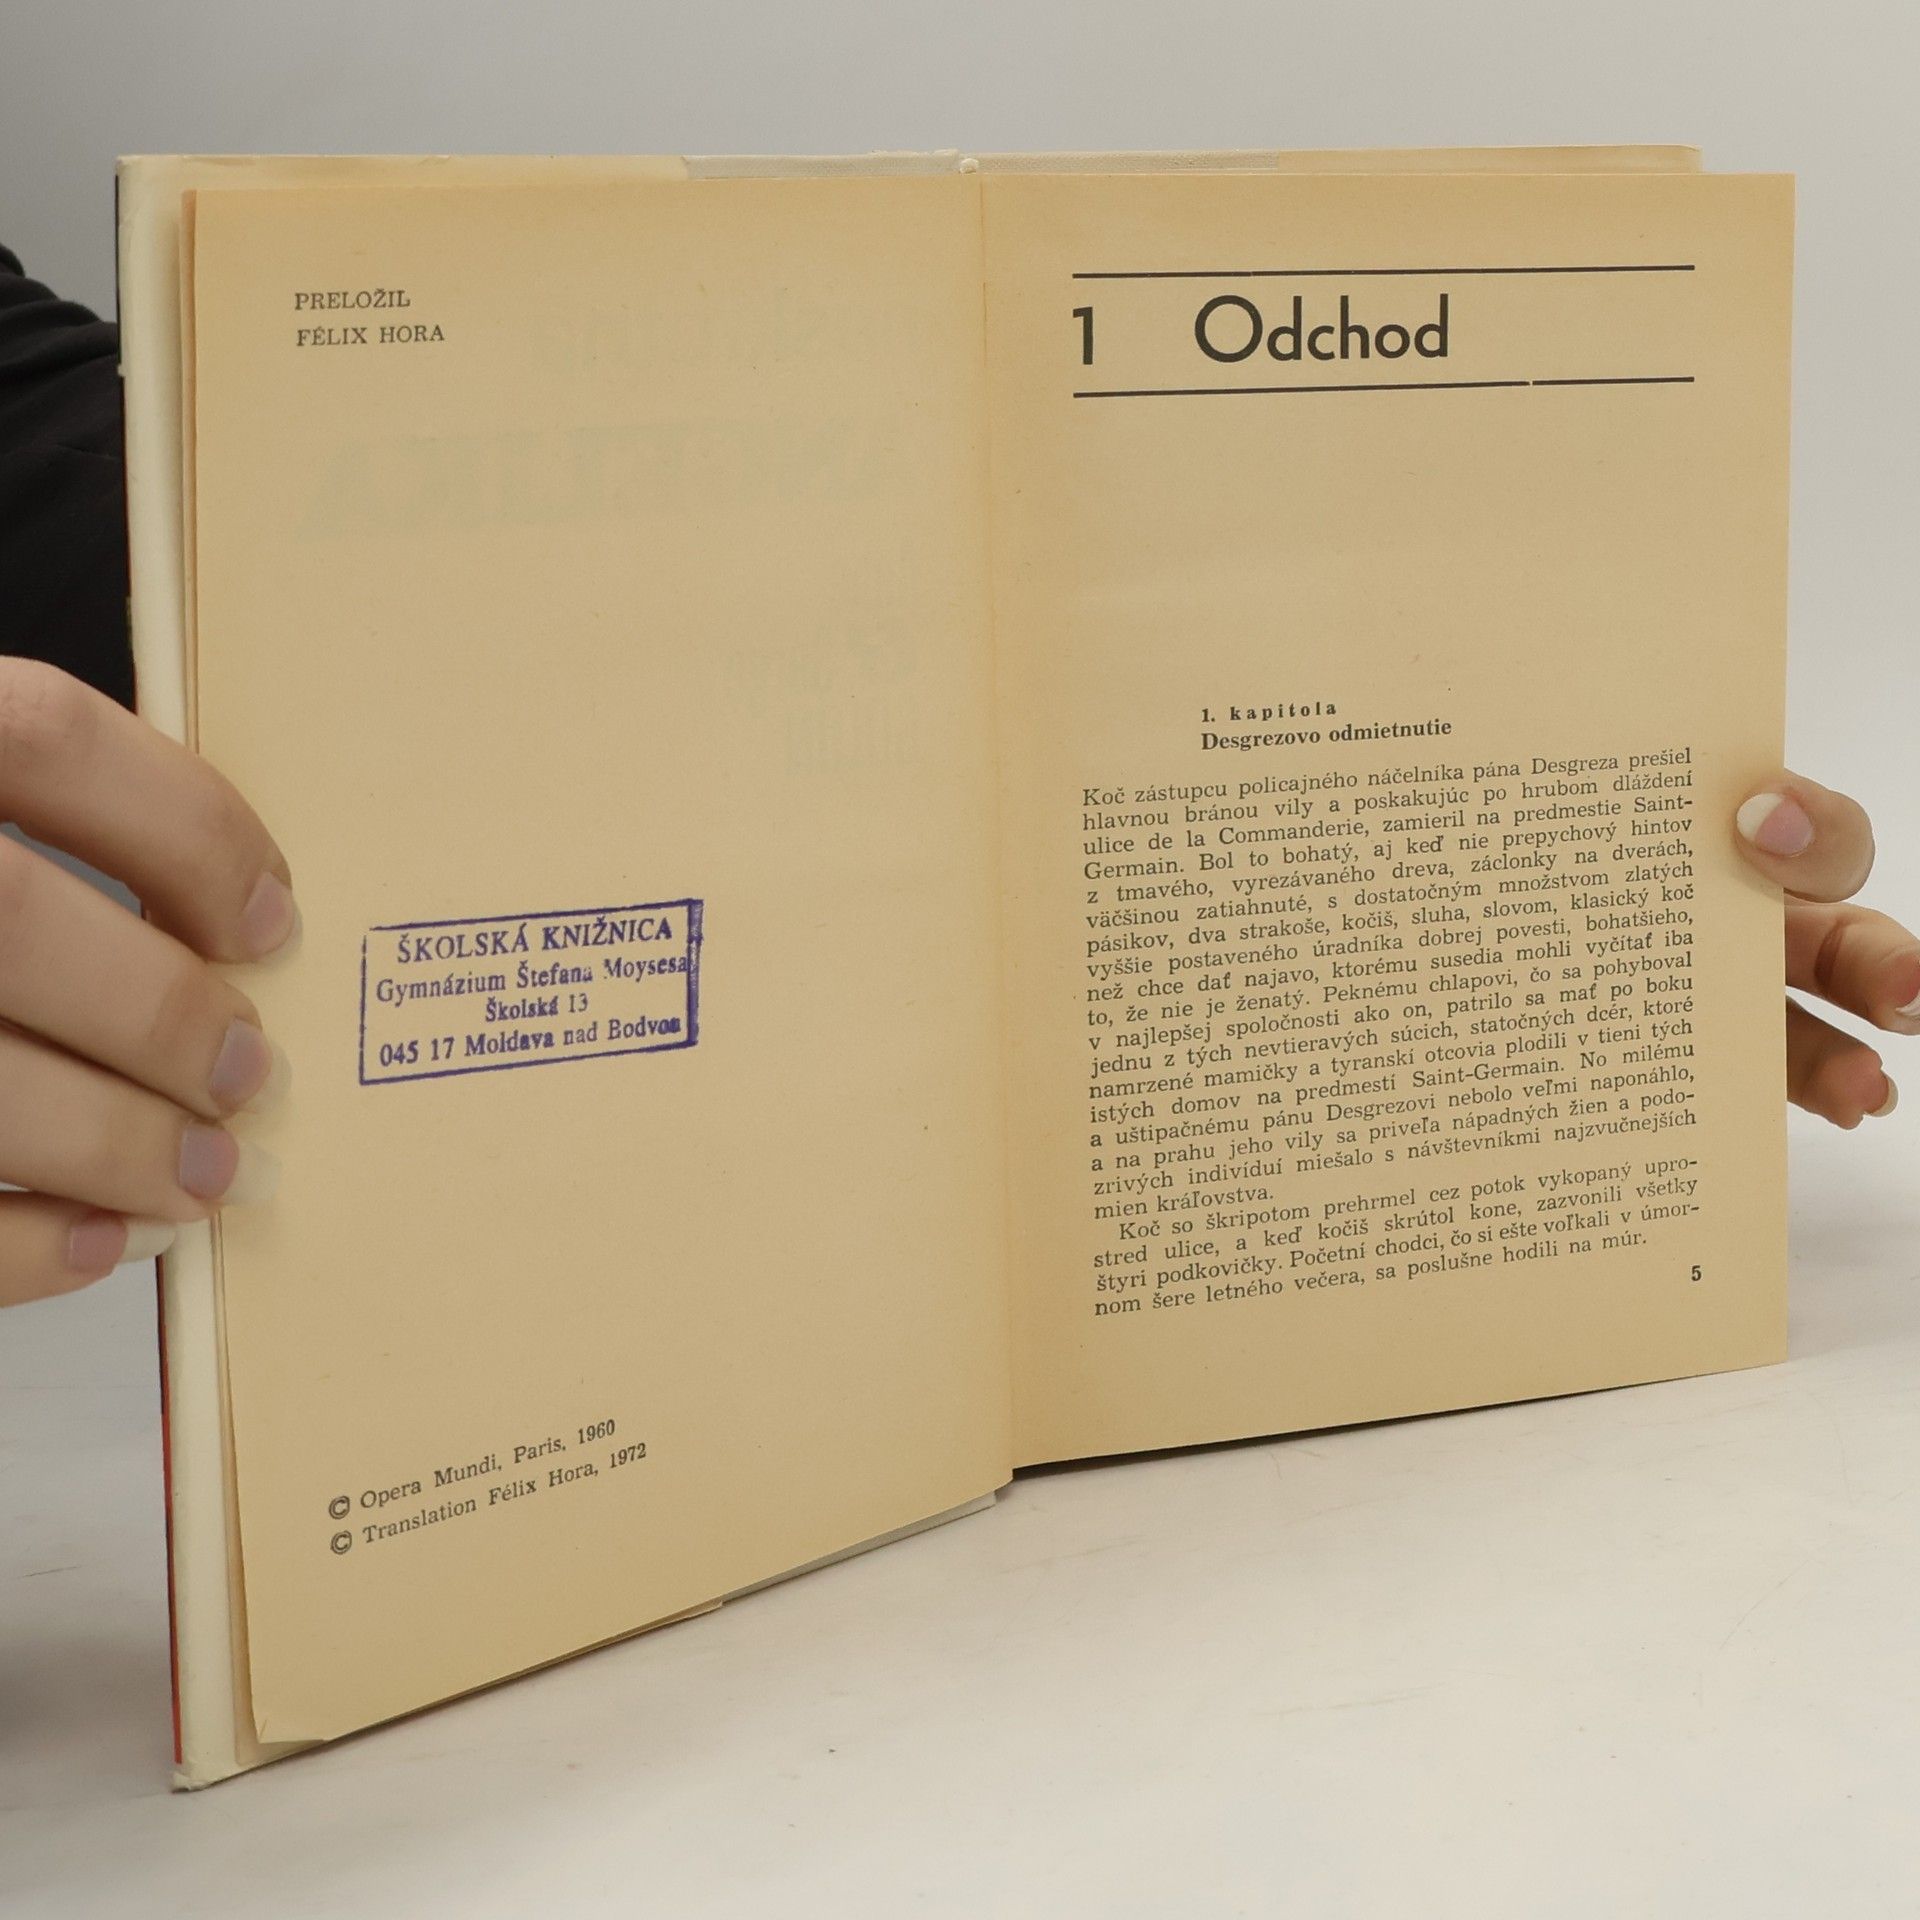 PRELOŽIL
FÉLIX HORA
ŠKOLSKÁ KNIŽNICA
Gymnázium Štefana Moysesa
Školská 13
045 17 Moldava nad Bodvou
© Opera Mundi, Paris, 1960
© Translation Félix Hora, 1972
1 Odchod
1. kapitola
Desgrezovo odmietnutie
Koč zástupcu policajného náčelníka pána Desgreza prešiel
hlavnou bránou vily a poskakujúc po hrubom dláždení
ulice de la Commanderie, zamieril na predmestie Saint-
Germain. Bol to bohatý, aj keď nie prepychový hintov
z tmavého, vyrezávaného dreva, záclonky na dverách,
väčšinou zatiahnuté, s dostatočným množstvom zlatých
pásikov, dva strakoše, kočiš, sluha, slovom, klasický koč
vyššie postaveného úradníka dobrej povesti, bohatšieho,
než chce dať najavo, ktorému susedia mohli vyčítať iba
to, že nie je ženatý. Peknému chlapovi, čo sa pohyboval
v najlepšej spoločnosti ako on, patrilo sa mať po boku
jednu z tých nevtieravých súcich, statočných dcér, ktoré
namrzené mamičky a tyranskí otcovia plodili v tieni tých
istých domov na predmestí Saint-Germain. No milému
a uštipačnému pánu Desgrezovi nebolo veľmi naponáhlo,
a na prahu jeho vily sa priveľa nápadných žien a podo-
zrivých indivíduí miešalo s návštevníkmi najzvučnejších
mien kráľovstva.
Koč so škripotom prehrmel cez potok vykopaný upro-
stred ulice, a keď kočiš skrútol kone, zazvonili všetky
štyri podkovičky. Početní chodci, čo si ešte voľkali v úmor-
nom šere letného večera, sa poslušne hodili na múr.
5